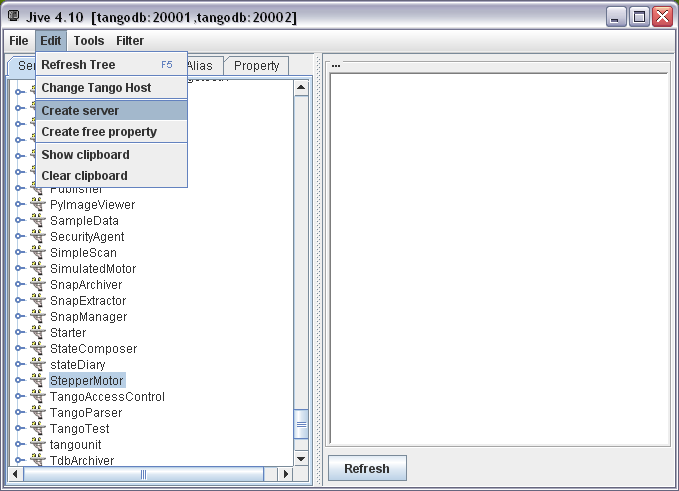 Jive 4.10 [tangodb:20001,tangodb:20002]
File Edit Tools Filter
Alias Property
...
Refresh Tree F5
Change Tango Host
Create server
Create free property
Show clipboard
Clear clipboard
Publisher
PyImageViewer
SampleData
SecurityAgent
SimpleScan
SimulatedMotor
SnapArchiver
SnapExtractor
SnapManager
Starter
StateComposer
stateDiary
StepperMotor
TangoAccessControl
TangoParser
TangoTest
tangounit
TdbArchiver
Refresh